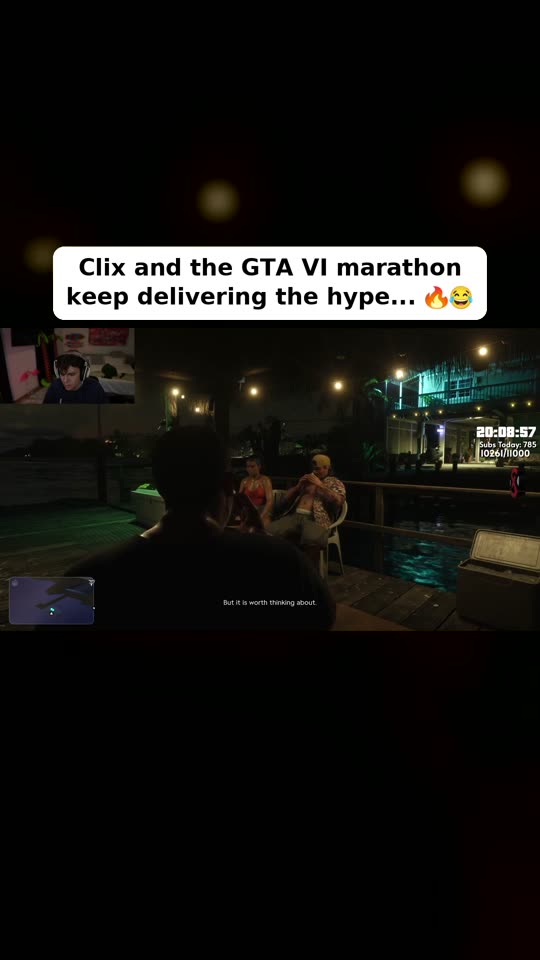 Clix and the GTA VI marathon
keep delivering the hype... 🔥😂
20:08:57
Subs Today: 785
10261/11000
But it is worth thinking about.